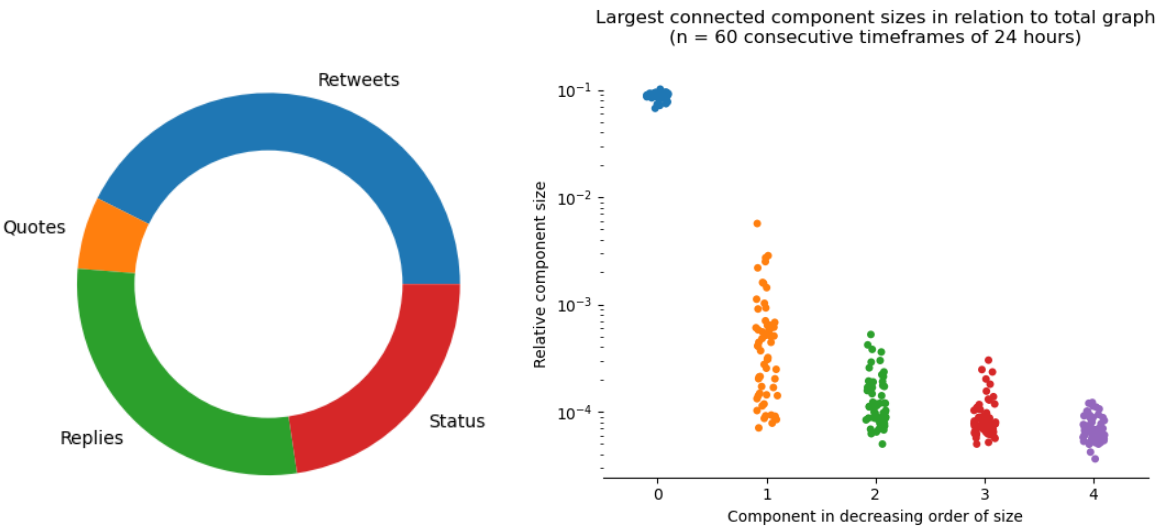 Retweets
Quotes
Replies
Status
Largest connected component sizes in relation to total graph
(n = 60 consecutive timeframes of 24 hours)
Relative component size
10⁻¹
10⁻²
10⁻³
10⁻⁴
0 1 2 3 4
Component in decreasing order of size